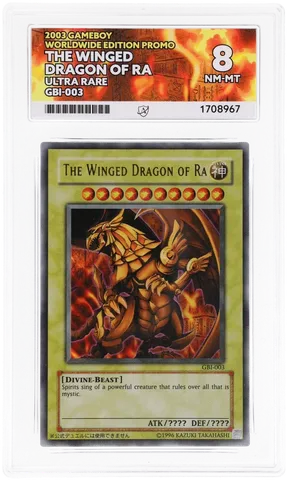 2003 GAMEBOY
WORLDWIDE EDITION PROMO
THE WINGED
DRAGON OF RA
ULTRA RARE
GBI-003
8
NM-MT
1708967
THE WINGED DRAGON OF RA
神
GBI-003
[DIVINE-BEAST]
Spirits sing of a powerful creature that rules over all that is
mystic.
ATK/???? DEF/????
©1996 KAZUKI TAKAHASHI